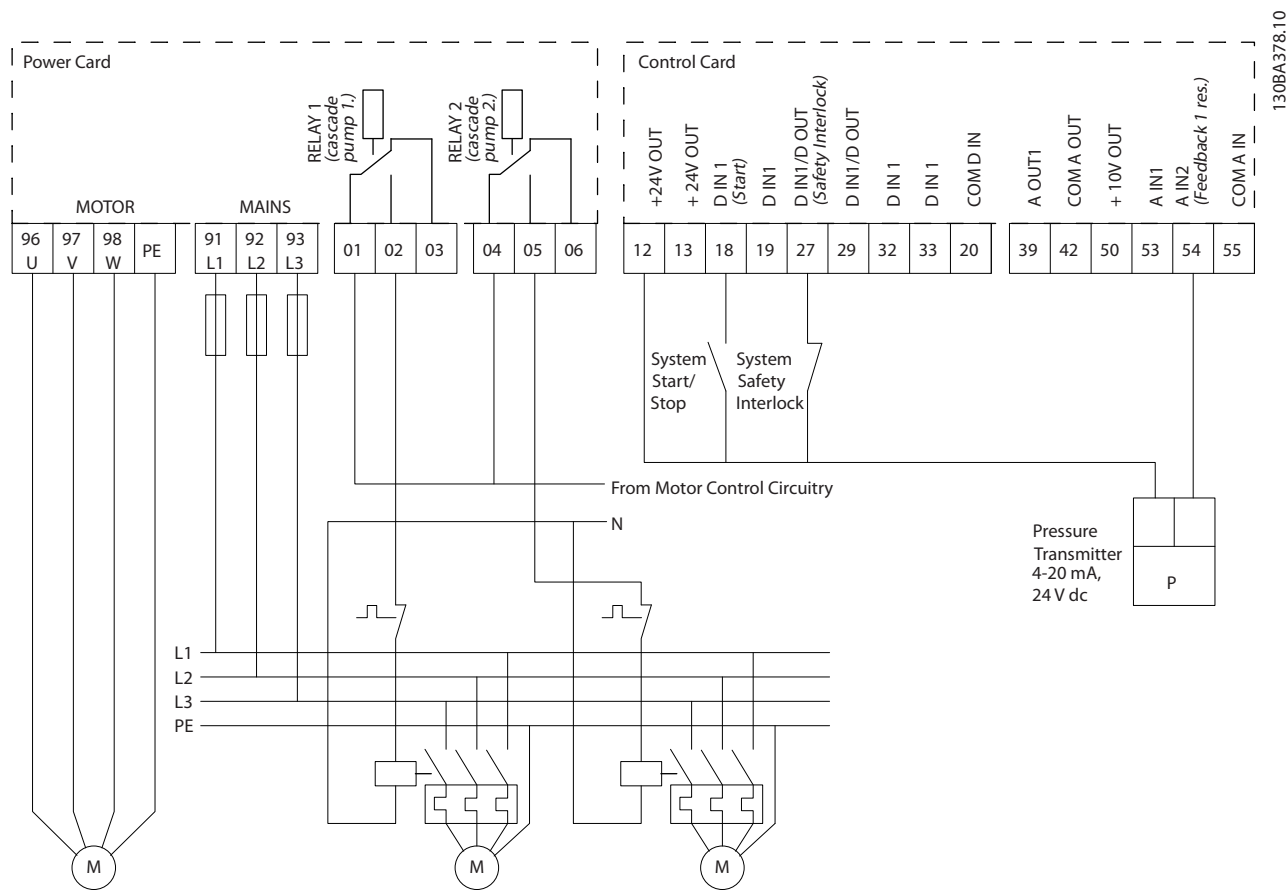 130BA378.10
Power Card
Control Card
RELAY 1
(cascade
pump 1.)
RELAY 2
(cascade
pump 2.)
+24V OUT
+ 24V OUT
D IN 1
(Start)
D IN1
D IN1/D OUT
(Safety Interlock)
D IN1/D OUT
D IN 1
D IN 1
COM D IN
A OUT1
COM A OUT
+ 10V OUT
A IN1
A IN2
(Feedback 1 res.)
COM A IN
MOTOR
MAINS
96 97 98 PE
U V W
91 92 93
L1 L2 L3
01 02 03
04 05 06
12 13 18 19 27 29 32 33 20
39 42 50 53 54 55
System
Start/
Stop
System
Safety
Interlock
From Motor Control Circuitry
N
Pressure
Transmitter
4-20 mA,
24 V dc
P
L1
L2
L3
PE
M
M
M